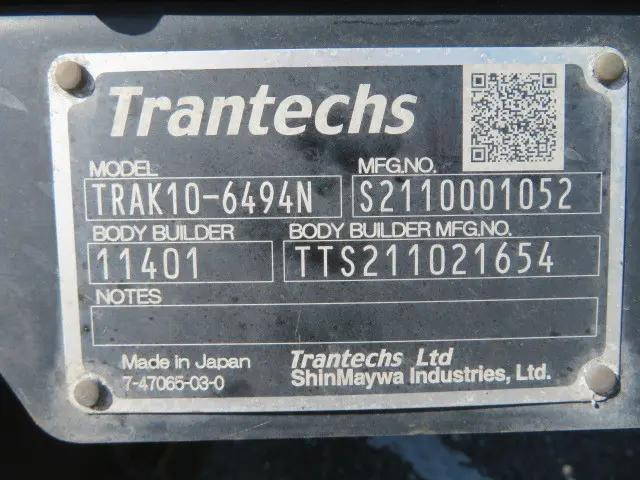 Trantechs
MODEL MFG.NO.
TRAK10-6494N S2110001052
BODY BUILDER BODY BUILDER MFG.NO.
11401 TTS211021654
NOTES
Made in Japan Trantechs Ltd
7-47065-03-0 ShinMaywa Industries, Ltd.